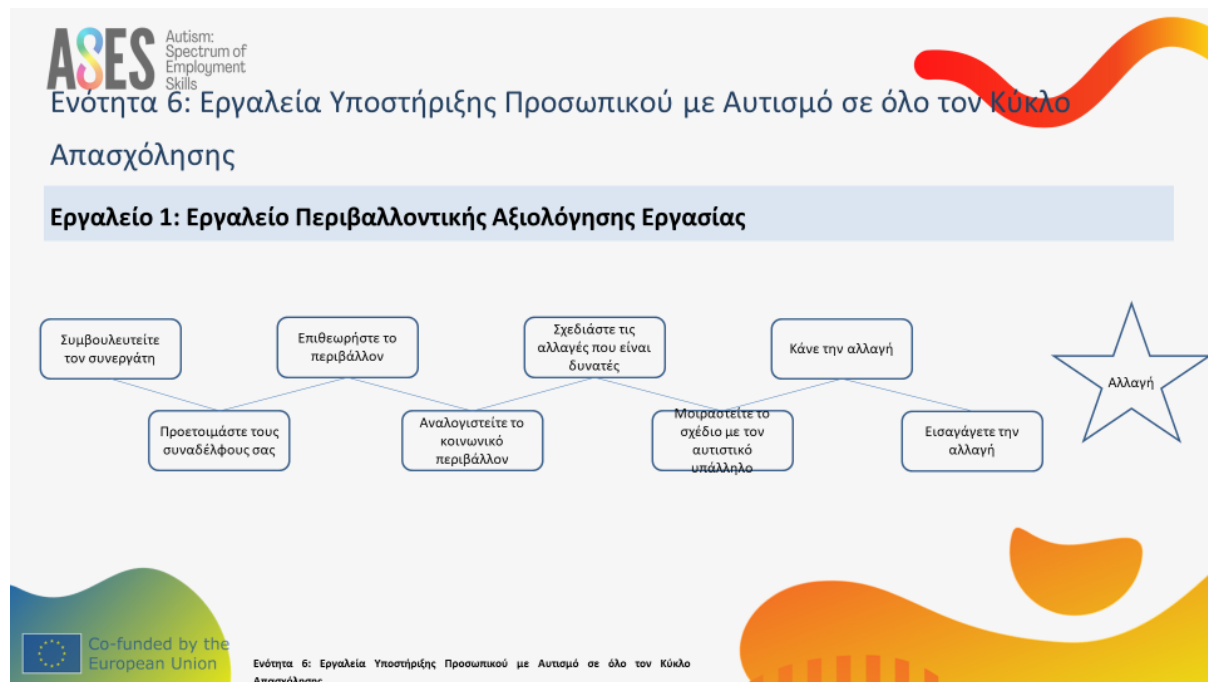 ASES
Autism:
Spectrum of
Employment
Skills
Ενότητα 6: Εργαλεία Υποστήριξης Προσωπικού με Αυτισμό σε όλο τον Κύκλο
Απασχόλησης
Εργαλείο 1: Εργαλείο Περιβαλλοντικής Αξιολόγησης Εργασίας
Συμβουλευτείτε
τον συνεργάτη
Προετοιμάστε τους
συναδέλφους σας
Επιθεωρήστε το
περιβάλλον
Αναλογιστείτε το
κοινωνικό
περιβάλλον
Σχεδιάστε τις
αλλαγές που είναι
δυνατές
Μοιραστείτε το
σχέδιο με τον
αυτιστικό
υπάλληλο
Κάνε την αλλαγή
Εισαγάγετε την
αλλαγή
Αλλαγή
Co-funded by the
European Union
Ενότητα 6: Εργαλεία Υποστήριξης Προσωπικού με Αυτισμό σε όλο τον Κύκλο
Απασχόλησης